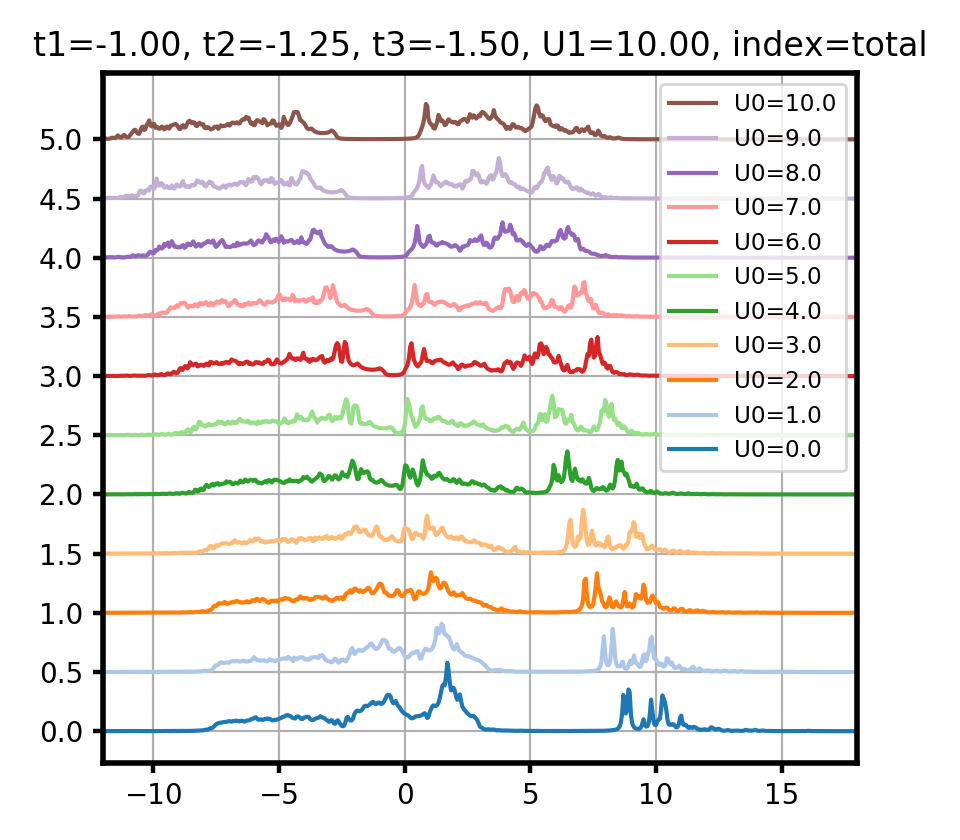 t1=-1.00, t2=-1.25, t3=-1.50, U1=10.00, index=total
U0=10.0
5.0
U0=9.0
U0=8.0
4.5
U0=7.0
U0=6.0
4.0
U0=5.0
U0=4.0
3.5
U0=3.0
3.0
U0=2.0
U0=1.0
2.5
U0=0.0
2.0
1.5
1.0
0.5
0.0
−10 −5 0 5 10 15